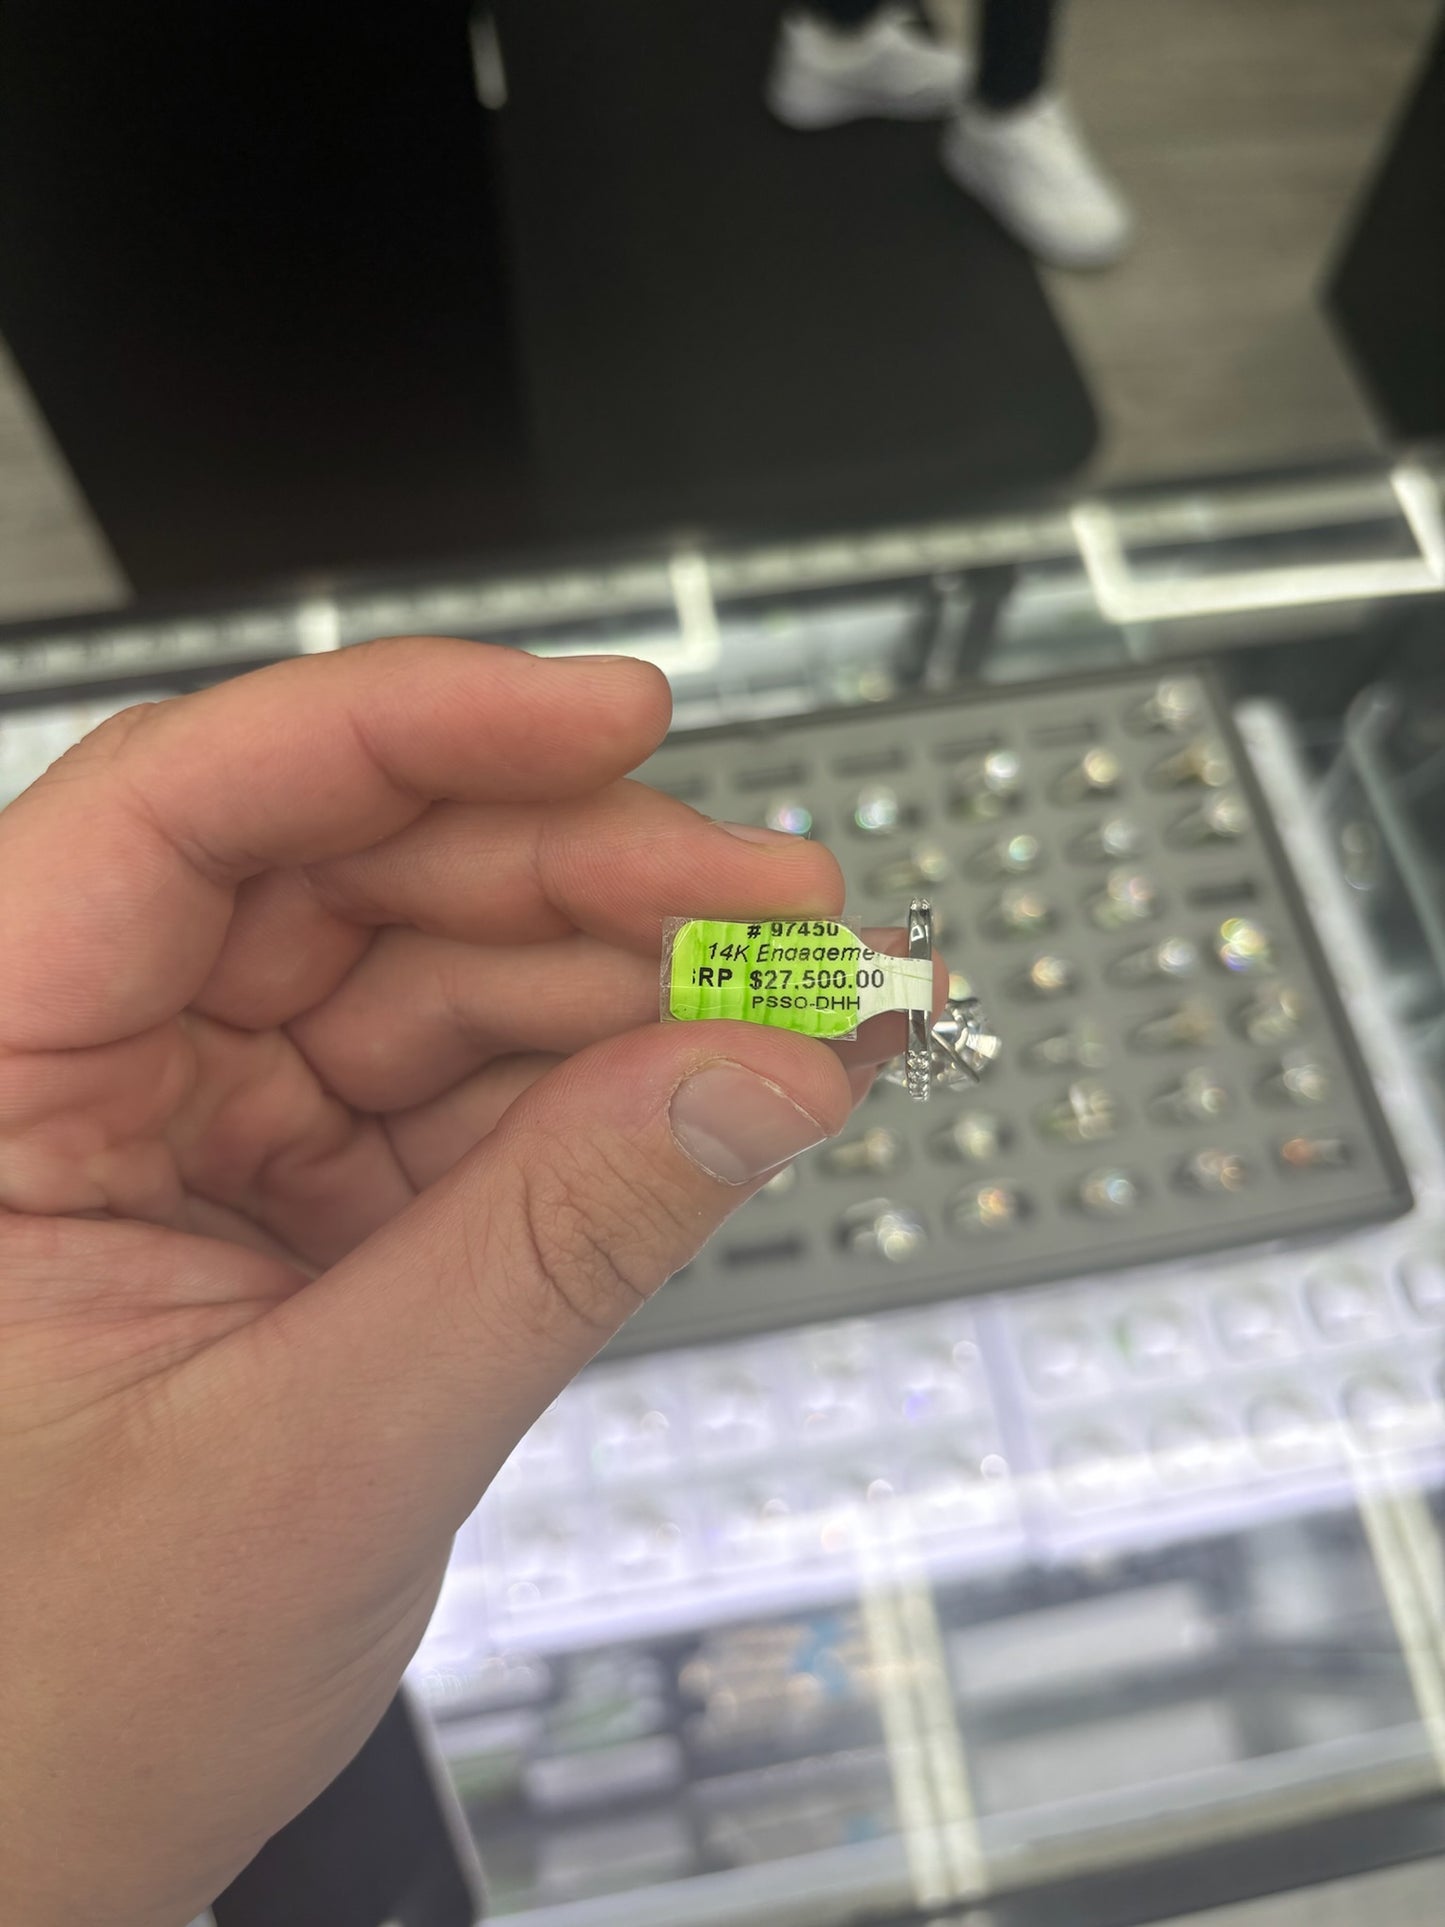 # 97450
14K Engageme
RP $27,500.00
PSSO-DHH